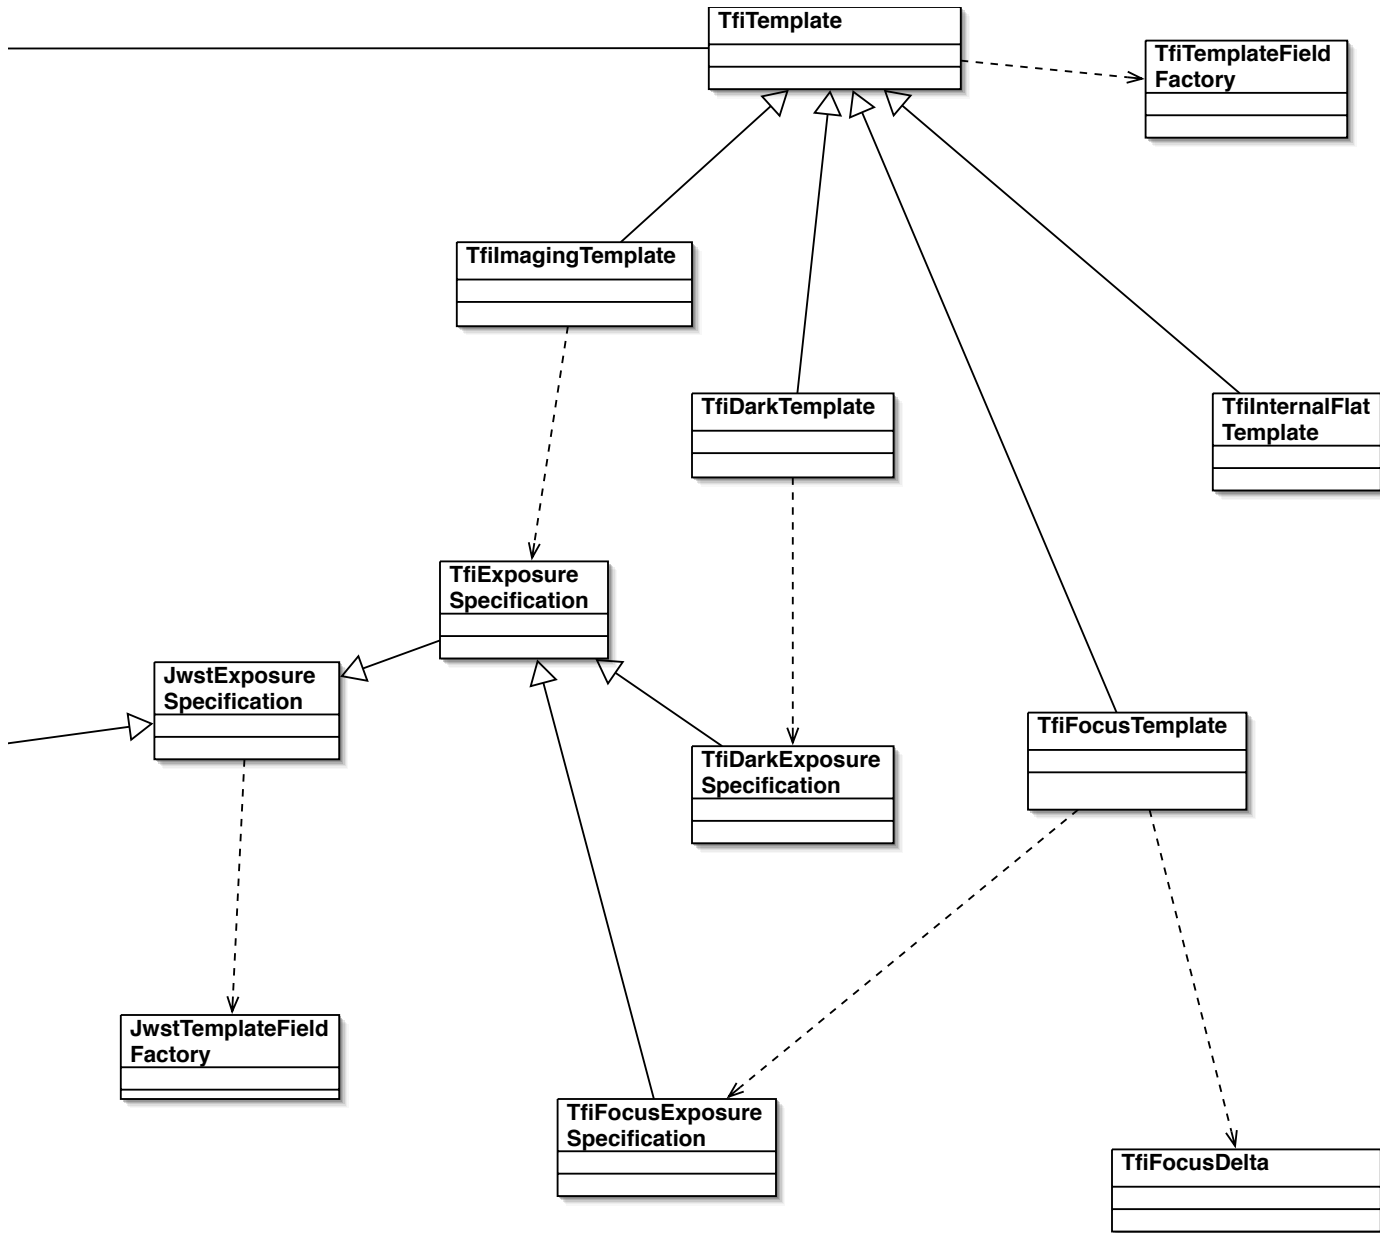 TfiTemplate
TfiTemplateField
Factory
TfiImagingTemplate
TfiDarkTemplate
TfiInternalFlat
Template
TfiExposure
Specification
JwstExposure
Specification
TfiFocusTemplate
TfiDarkExposure
Specification
JwstTemplateField
Factory
TfiFocusExposure
Specification
TfiFocusDelta